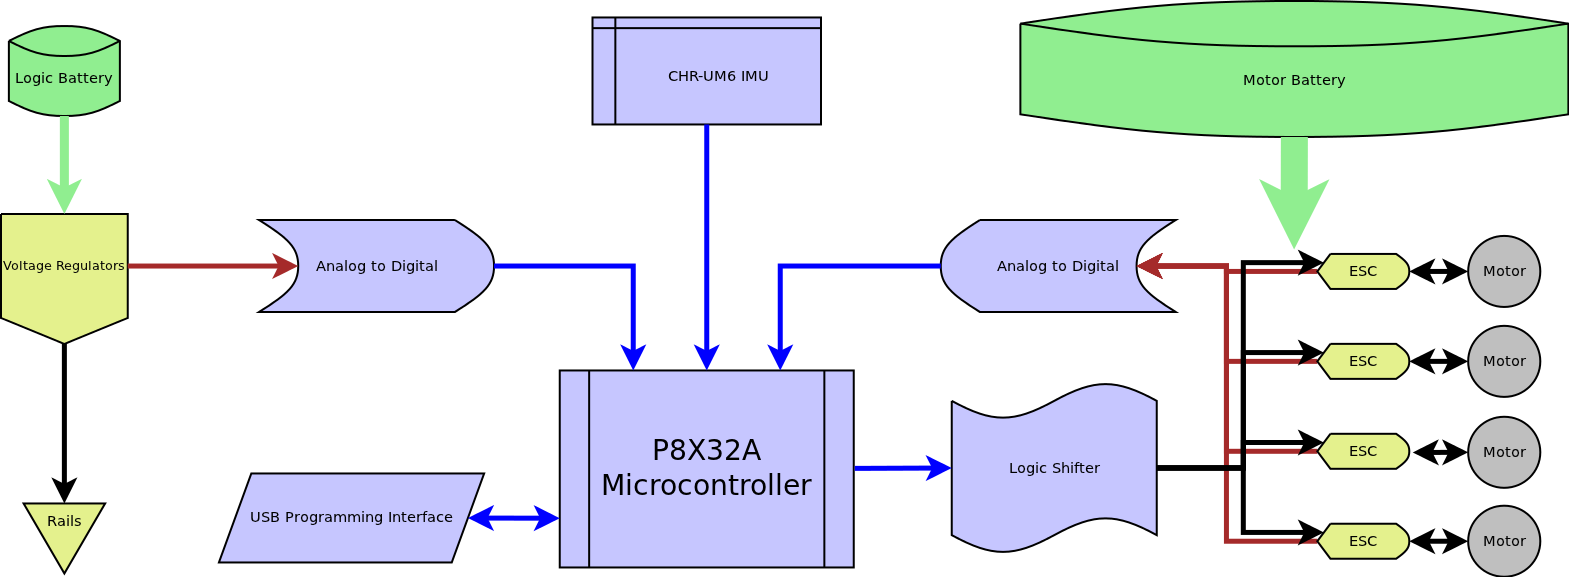 Logic Battery
CHR-UM6 IMU
Motor Battery
Voltage Regulators
Analog to Digital
Analog to Digital
ESC
Motor
ESC
Motor
P8X32A
Microcontroller
Logic Shifter
ESC
Motor
USB Programming Interface
Rails
ESC
Motor